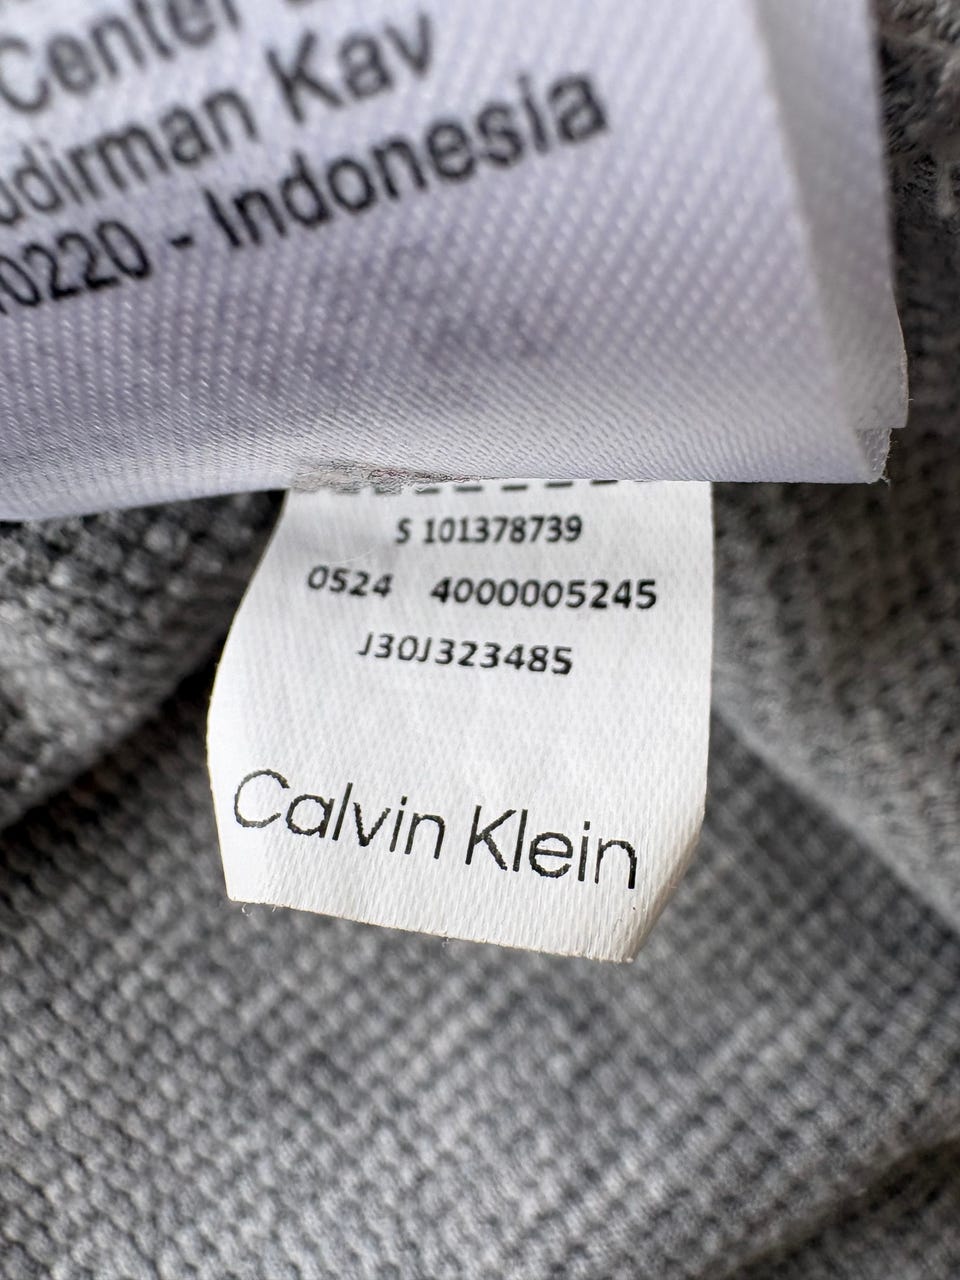 Center
udirman Kav
0220 - Indonesia
S 101378739
0524 4000005245
J30J323485
Calvin Klein